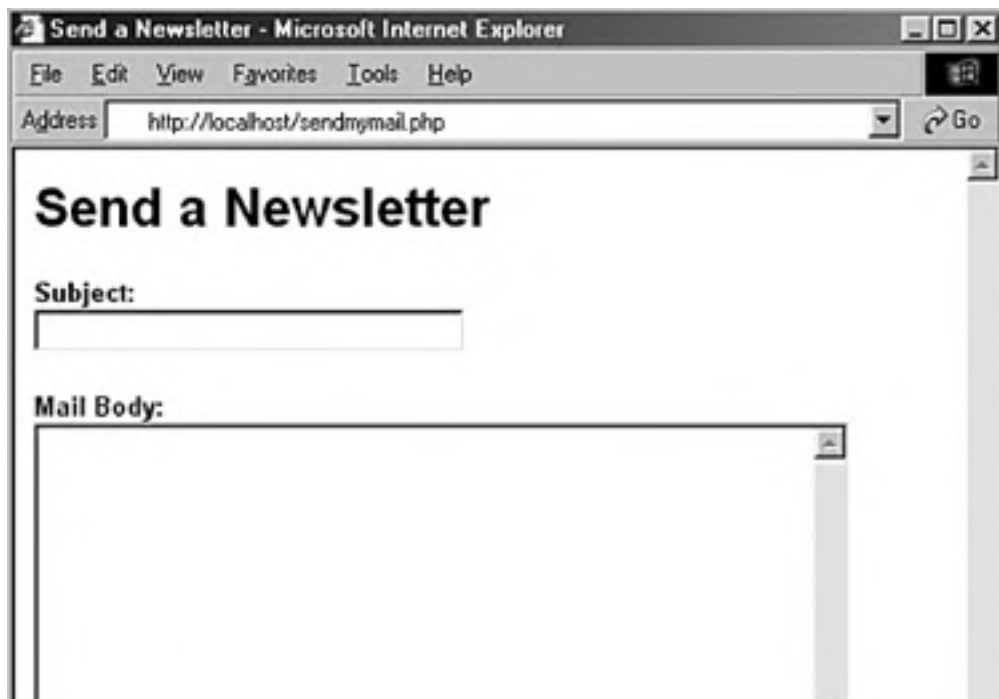 Send a Newsletter - Microsoft Internet Explorer
File Edit View Favorites Tools Help
Address http://localhost/sendmymail.php Go
Send a Newsletter
Subject:
Mail Body: